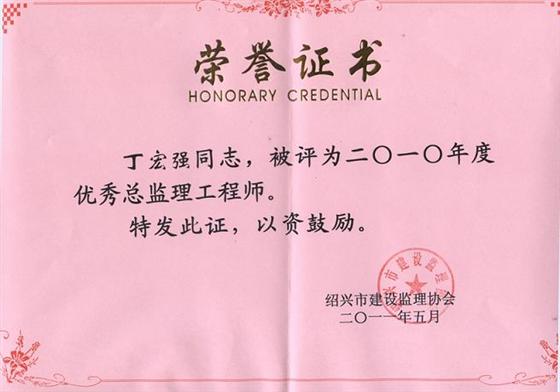 荣誉证书
HONORARY CREDENTIAL
丁宏强同志，被评为二〇一〇年度
优秀总监理工程师。
特发此证，以资鼓励。
绍兴市建设监理协会
二〇一一年五月